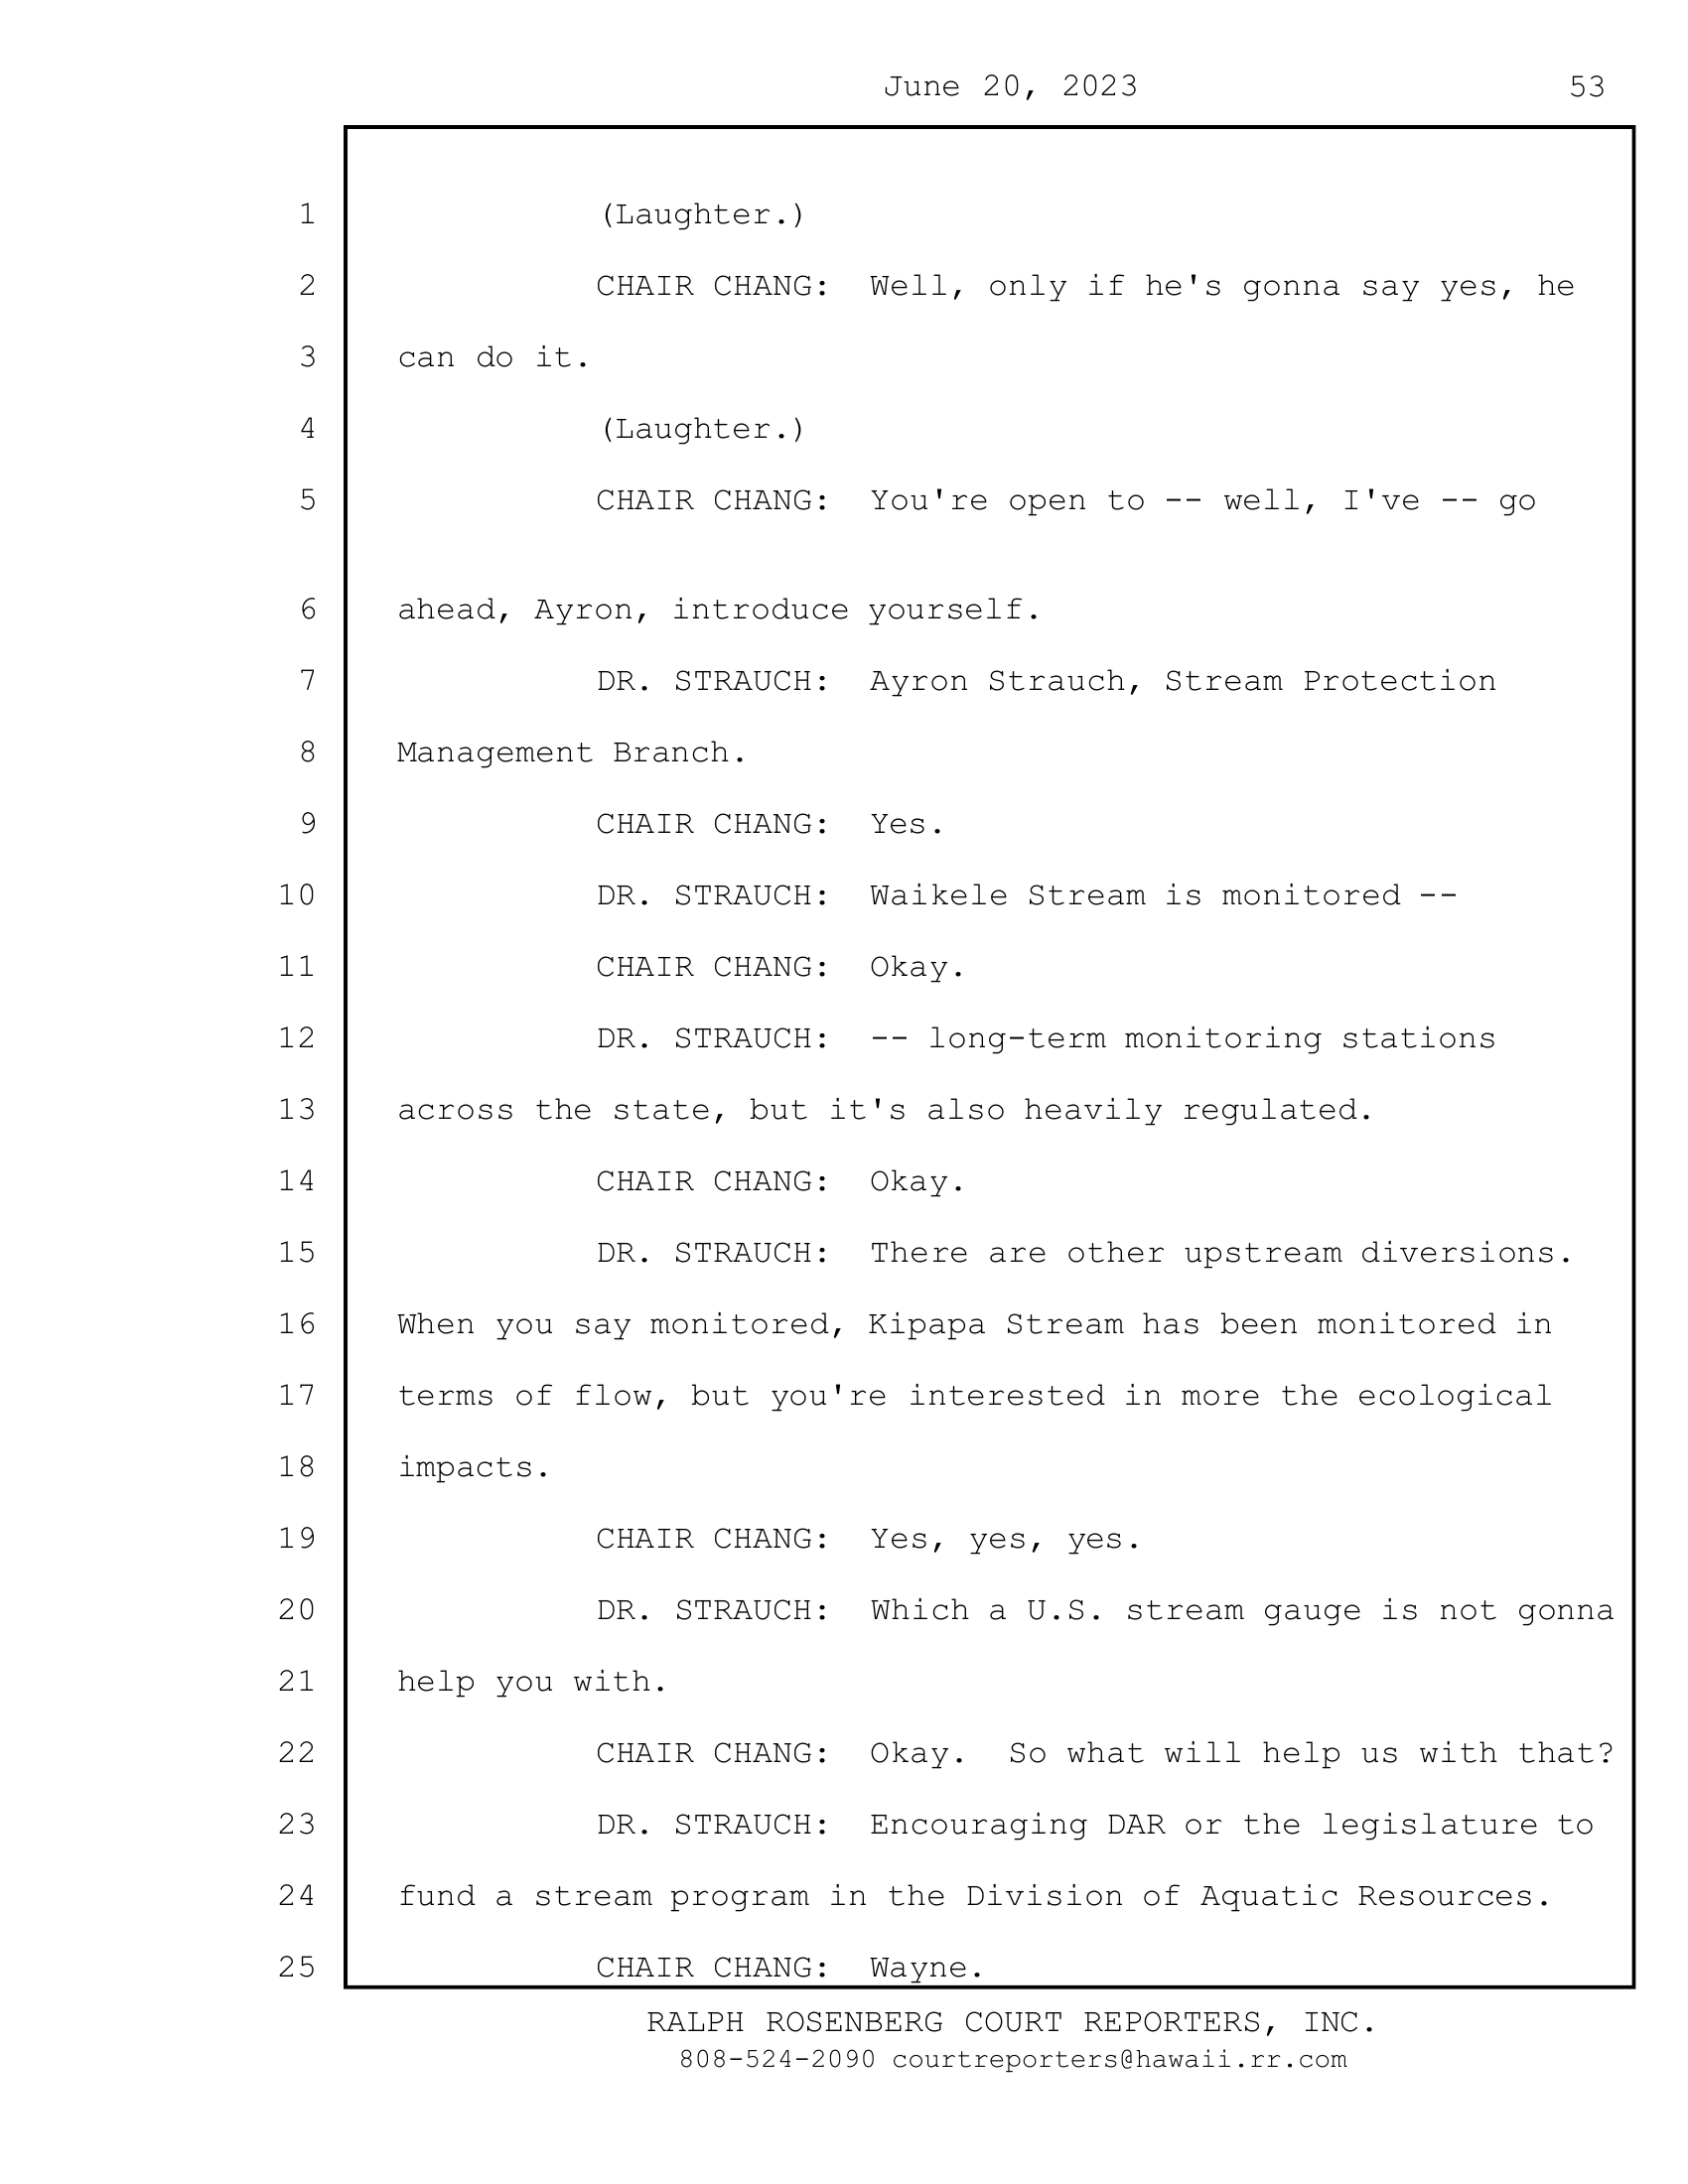 June 20, 2023 53
1 (Laughter.)
2 CHAIR CHANG: Well, only if he's gonna say yes, he
3 can do it.
4 (Laughter.)
5 CHAIR CHANG: You're open to -- well, I've -- go
6 ahead, Ayron, introduce yourself.
7 DR. STRAUCH: Ayron Strauch, Stream Protection
8 Management Branch.
9 CHAIR CHANG: Yes.
10 DR. STRAUCH: Waikele Stream is monitored --
11 CHAIR CHANG: Okay.
12 DR. STRAUCH: -- long-term monitoring stations
13 across the state, but it's also heavily regulated.
14 CHAIR CHANG: Okay.
15 DR. STRAUCH: There are other upstream diversions.
16 When you say monitored, Kipapa Stream has been monitored in
17 terms of flow, but you're interested in more the ecological
18 impacts.
19 CHAIR CHANG: Yes, yes, yes.
20 DR. STRAUCH: Which a U.S. stream gauge is not gonna
21 help you with.
22 CHAIR CHANG: Okay. So what will help us with that?
23 DR. STRAUCH: Encouraging DAR or the legislature to
24 fund a stream program in the Division of Aquatic Resources.
25 CHAIR CHANG: Wayne.
RALPH ROSENBERG COURT REPORTERS, INC.
808-524-2090 courtreporters@hawaii.rr.com